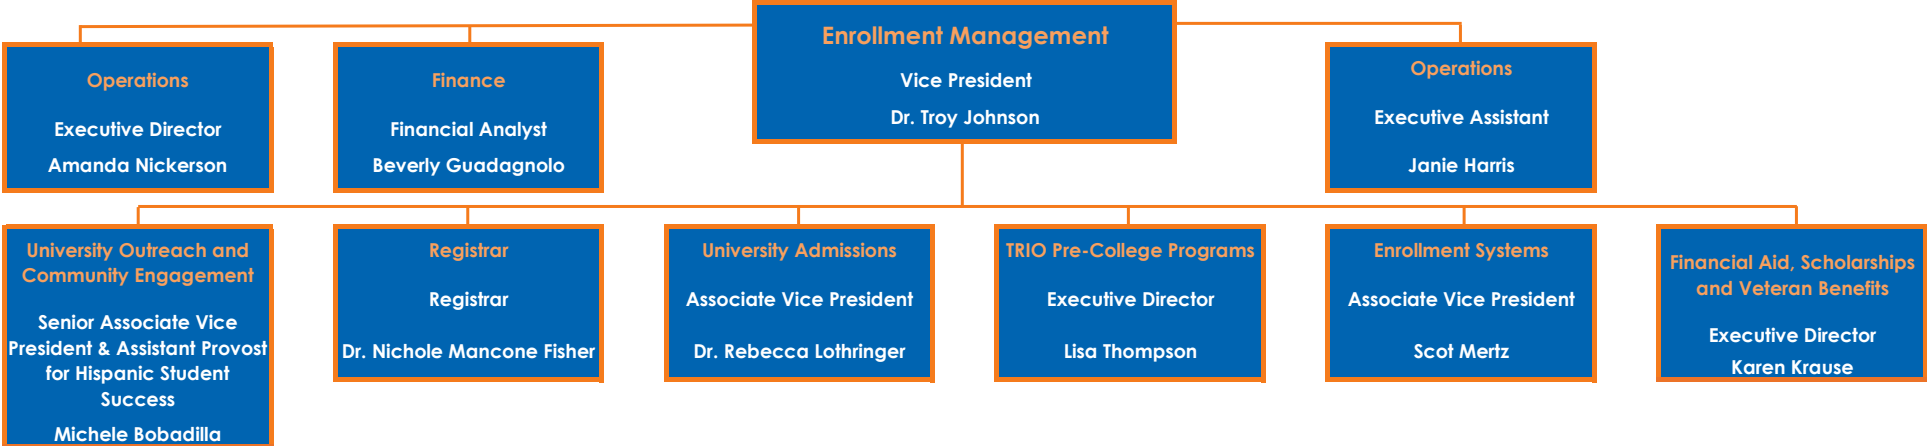 Enrollment Management
Vice President
Dr. Troy Johnson
Operations
Executive Director
Amanda Nickerson
Finance
Financial Analyst
Beverly Guadagnolo
Operations
Executive Assistant
Janie Harris
University Outreach and
Community Engagement
Senior Associate Vice
President & Assistant Provost
for Hispanic Student
Success
Michele Bobadilla
Registrar
Registrar
Dr. Nichole Mancone Fisher
University Admissions
Associate Vice President
Dr. Rebecca Lothringer
TRIO Pre-College Programs
Executive Director
Lisa Thompson
Enrollment Systems
Associate Vice President
Scot Mertz
Financial Aid, Scholarships
and Veteran Benefits
Executive Director
Karen Krause